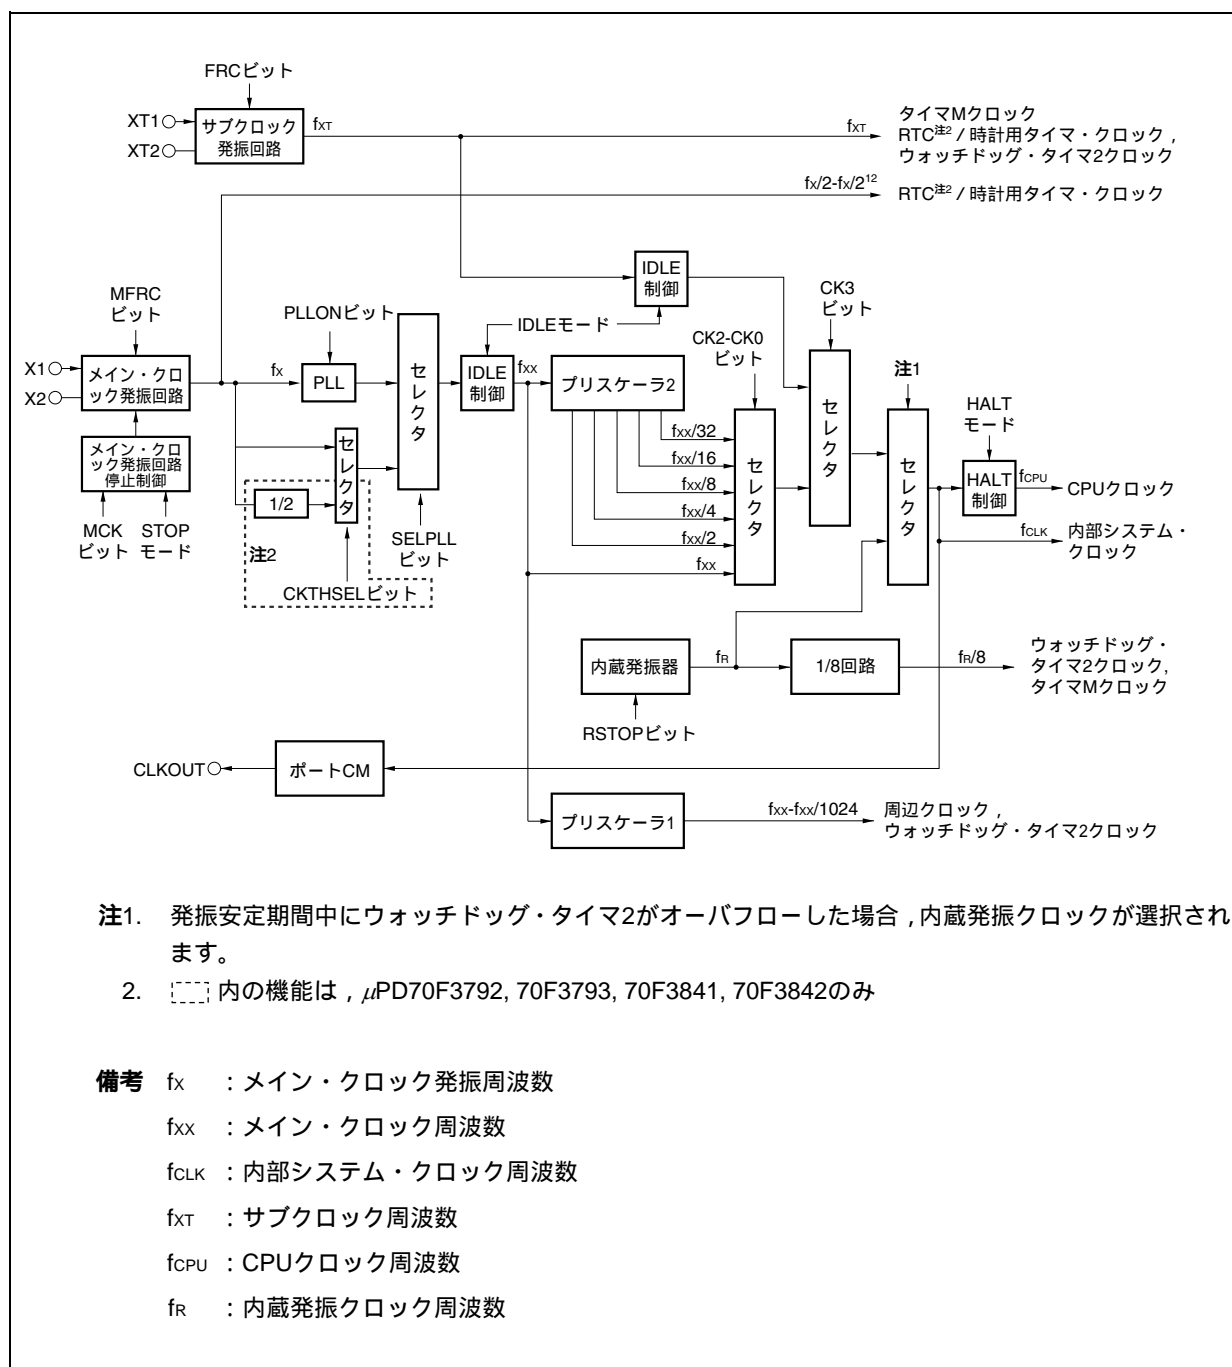 FRCビット
XT1
XT2
サブクロック
発振回路
fXT
fXT
タイマMクロック
RTC注2 / 時計用タイマ・クロック，
ウォッチドッグ・タイマ2クロック
fX/2-fX/2^12
RTC注2 / 時計用タイマ・クロック
MFRC
ビット
PLLONビット
IDLEモード
IDLE
制御
CK3
ビット
CK2-CK0
ビット
X1
X2
メイン・クロ
ック発振回路
fX
PLL
セレクタ
IDLE
制御
fXX
プリスケーラ2
注1
HALT
モード
メイン・クロ
ック発振回路
停止制御
セレクタ
1/2
MCK
ビット
STOP
モード
注2
CKTHSELビット
SELPLL
ビット
fXX/32
fXX/16
fXX/8
fXX/4
fXX/2
fXX
セレクタ
セレクタ
セレクタ
HALT
制御
fCPU
CPUクロック
fCLK
内部システム・
クロック
内蔵発振器
fR
1/8回路
fR/8
ウォッチドッグ・
タイマ2クロック,
タイマMクロック
RSTOPビット
CLKOUT
ポートCM
プリスケーラ1
fXX-fXX/1024
周辺クロック，
ウォッチドッグ・タイマ2クロック
注1. 発振安定期間中にウォッチドッグ・タイマ2がオーバフローした場合，内蔵発振クロックが選択され
ます。
2. 内の機能は，μPD70F3792, 70F3793, 70F3841, 70F3842のみ
備考 fX ：メイン・クロック発振周波数
fXX ：メイン・クロック周波数
fCLK ：内部システム・クロック周波数
fXT ：サブクロック周波数
fCPU ：CPUクロック周波数
fR ：内蔵発振クロック周波数